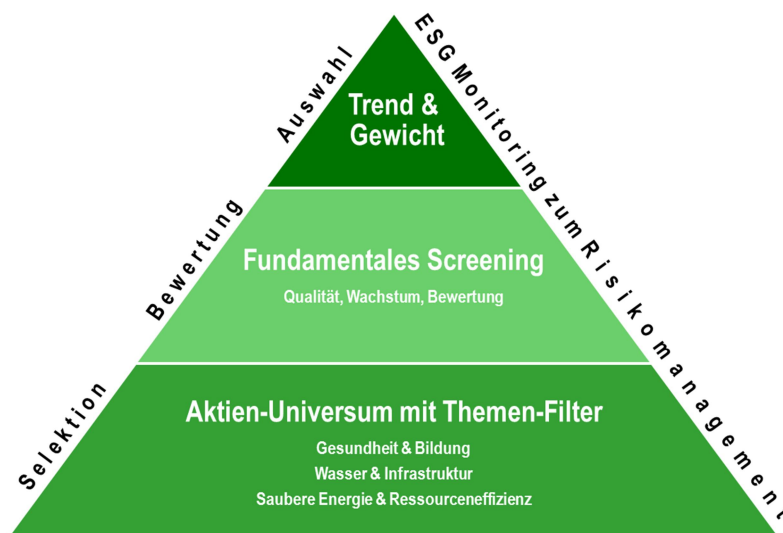 Trend &
Gewicht
Fundamentales Screening
Qualität, Wachstum, Bewertung
Aktien-Universum mit Themen-Filter
Gesundheit & Bildung
Wasser & Infrastruktur
Saubere Energie & Ressourceneffizienz
Auswahl
Bewertung
Selektion
ESG Monitoring zum Risikomanagement